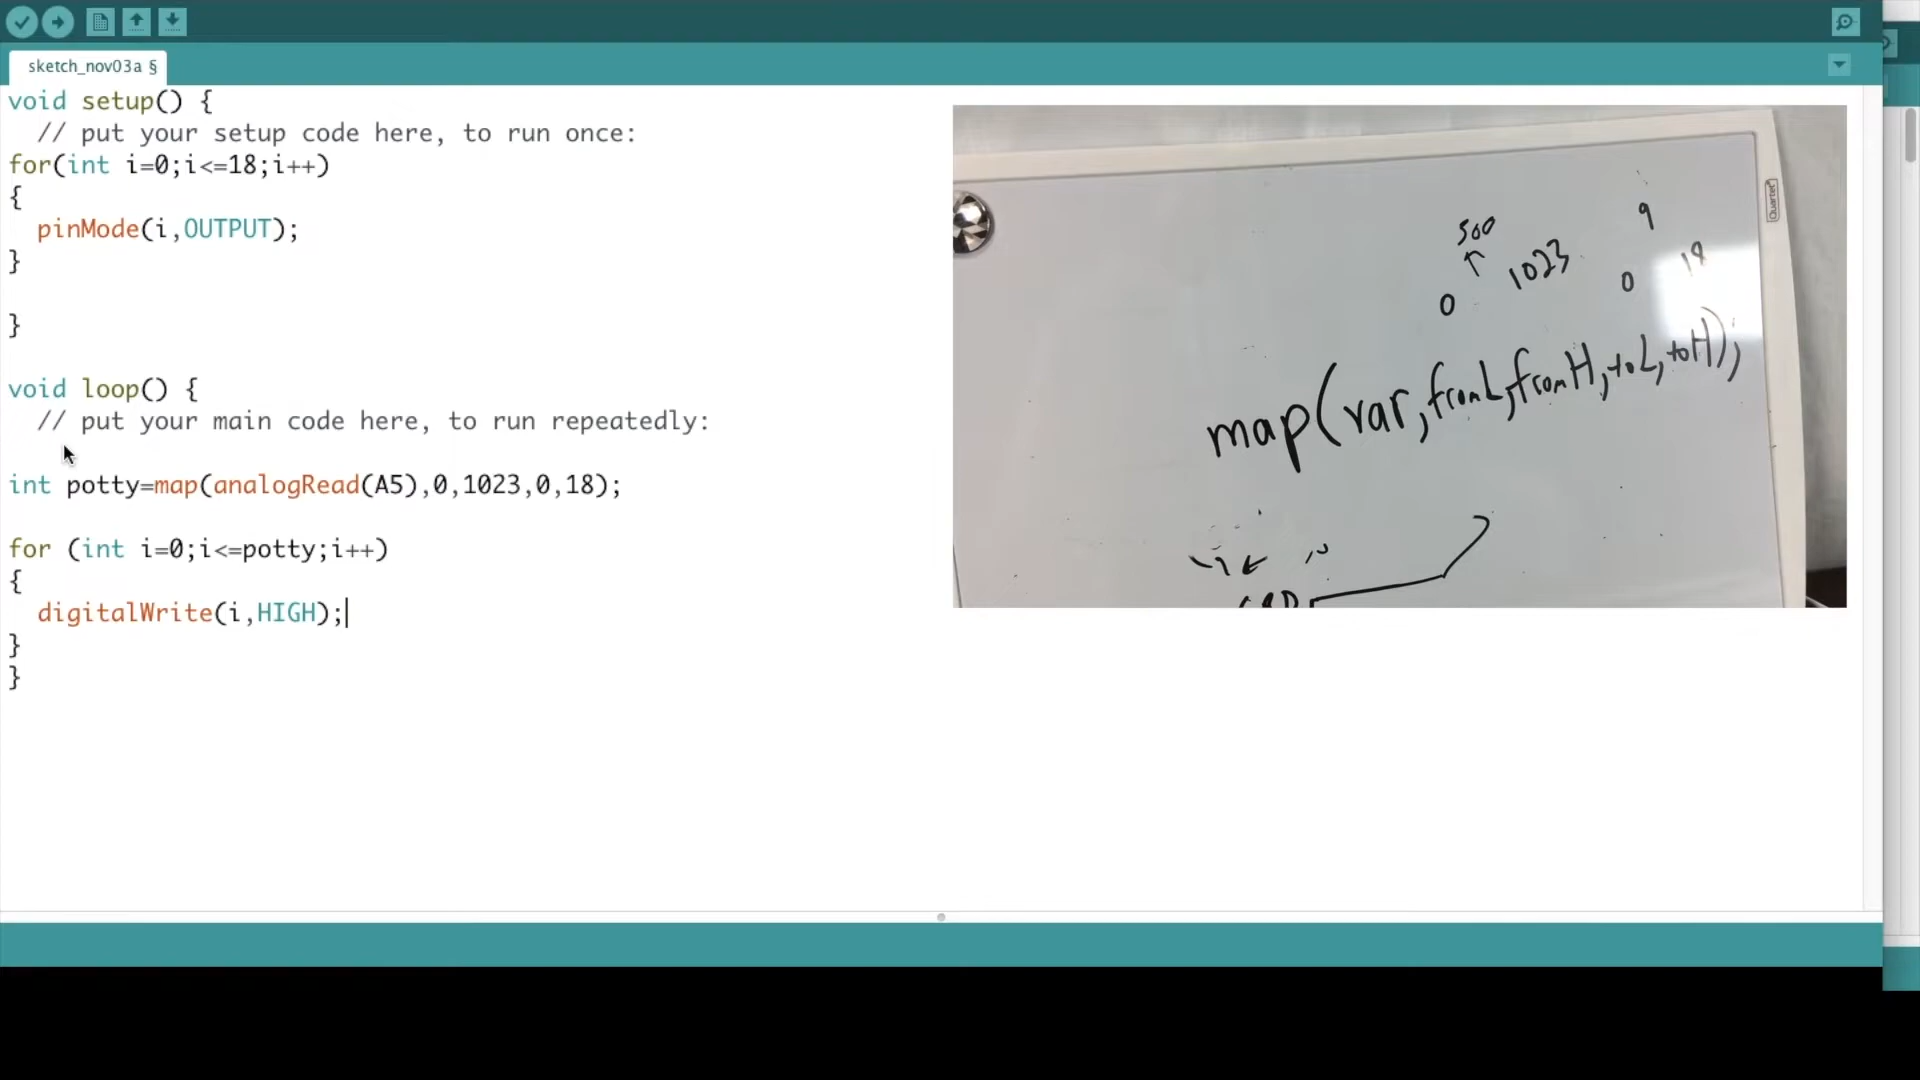 sketch_nov03a §
void setup() {
// put your setup code here, to run once:
for(int i=0;i<=18;i++)
{
pinMode(i,OUTPUT);
}
}
void loop() {
// put your main code here, to run repeatedly:
int potty=map(analogRead(A5),0,1023,0,18);
for (int i=0;i<=potty;i++)
{
digitalWrite(i,HIGH);
}
}
Quartet
500 9
0 1023 0 18
map(var,fromL,fromH,toL,toH);